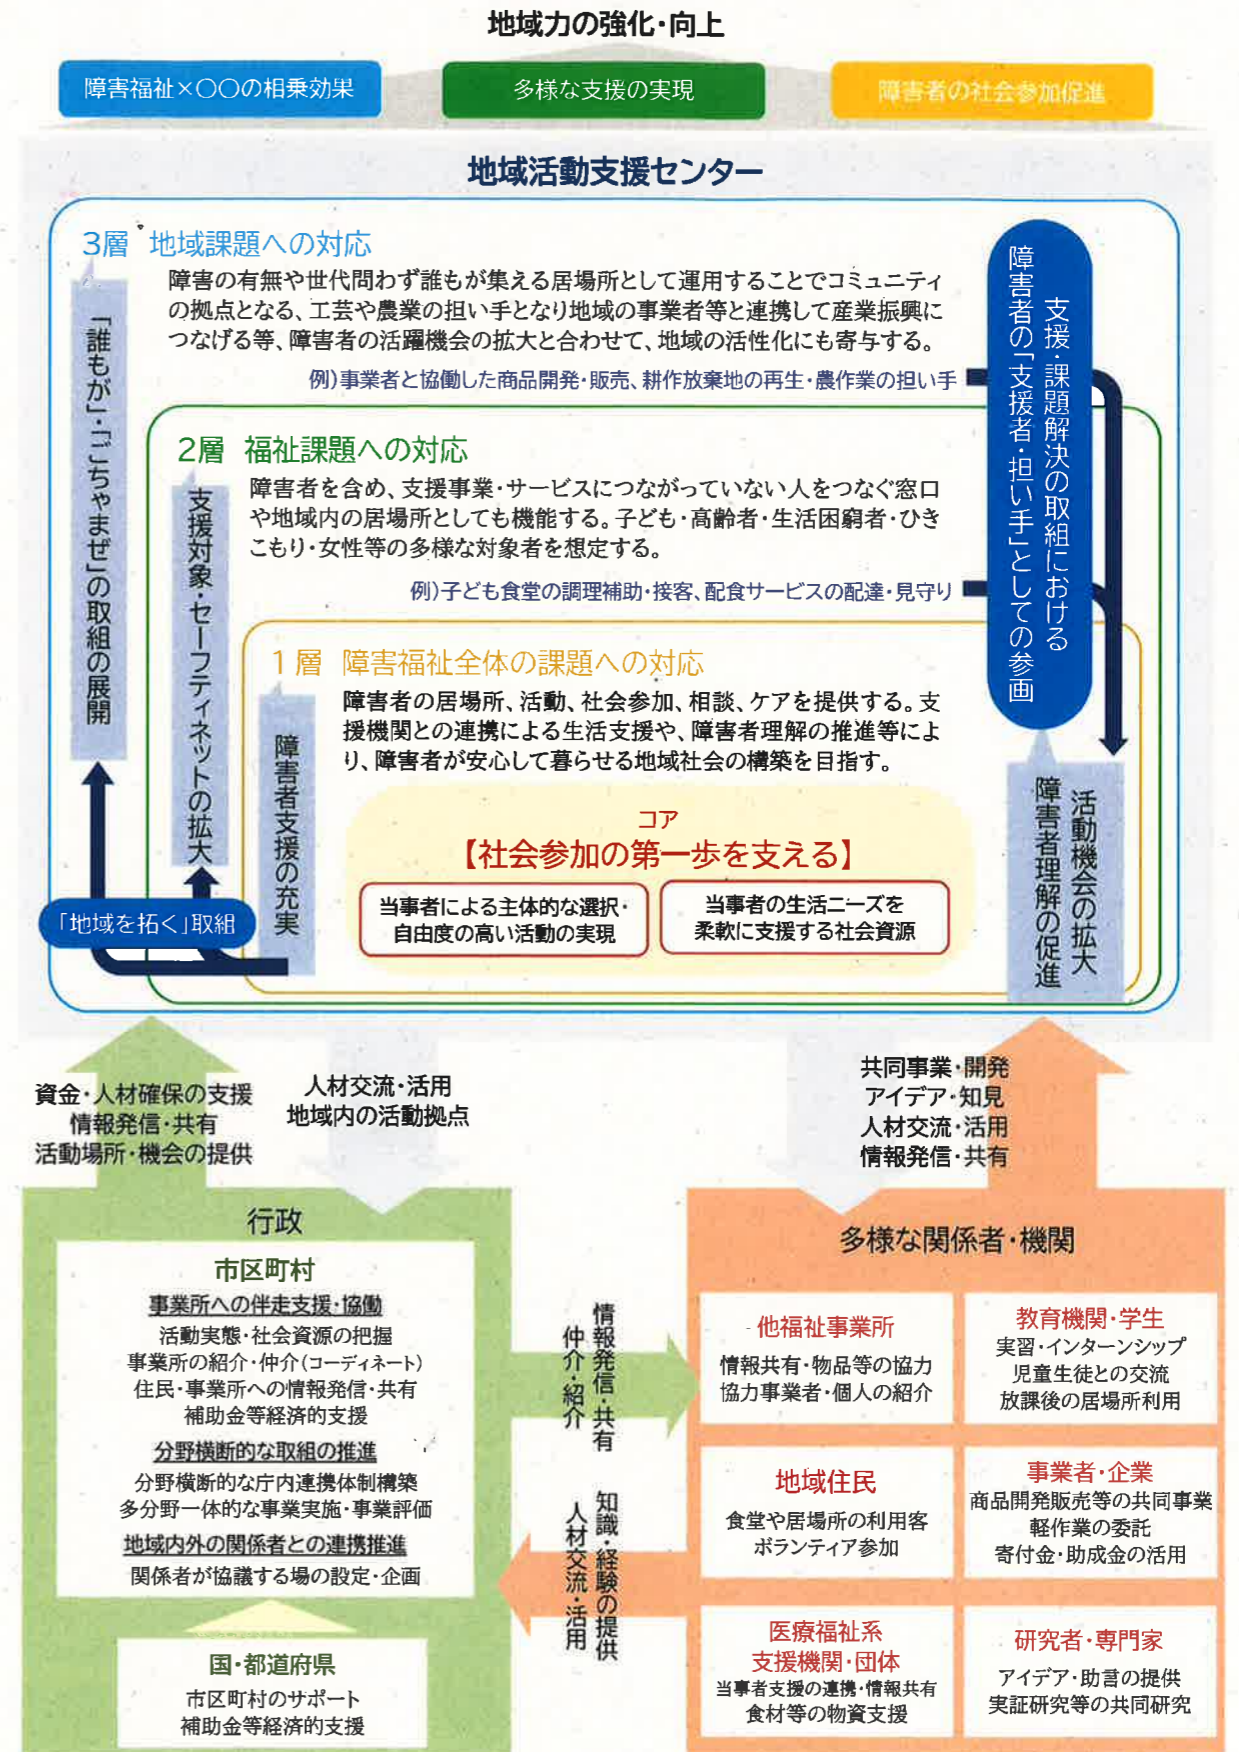 地域力の強化・向上
障害福祉×〇〇の相乗効果
多様な支援の実現
障害者の社会参加促進
地域活動支援センター
3層 地域課題への対応
障害の有無や世代問わず誰もが集える居場所として運用することでコミュニティ
の拠点となる、工芸や農業の担い手となり地域の事業者等と連携して産業振興に
つなげる等、障害者の活躍機会の拡大と合わせて、地域の活性化にも寄与する。
例)事業者と協働した商品開発・販売、耕作放棄地の再生・農作業の担い手
「誰もが」・「ごちゃまぜ」の取組の展開
2層 福祉課題への対応
障害者を含め、支援事業・サービスにつながっていない人をつなぐ窓口
や地域内の居場所としても機能する。子ども・高齢者・生活困窮者・ひき
こもり・女性等の多様な対象者を想定する。
例)子ども食堂の調理補助・接客、配食サービスの配達・見守り
支援対象・セーフティネットの拡大
1層 障害福祉全体の課題への対応
障害者の居場所、活動、社会参加、相談、ケアを提供する。支
援機関との連携による生活支援や、障害者理解の推進等によ
り、障害者が安心して暮らせる地域社会の構築を目指す。
障害者支援の充実
コア
【社会参加の第一歩を支える】
当事者による主体的な選択・
自由度の高い活動の実現
当事者の生活ニーズを
柔軟に支援する社会資源
「地域を拓く」取組
支援・課題解決の取組における
障害者の「支援者・担い手」としての参画
活動機会の拡大
障害者理解の促進
資金・人材確保の支援
情報発信・共有
活動場所・機会の提供
人材交流・活用
地域内の活動拠点
共同事業・開発
アイデア・知見
人材交流・活用
情報発信・共有
行政
市区町村
事業所への伴走支援・協働
活動実態・社会資源の把握
事業所の紹介・仲介(コーディネート)
住民・事業所への情報発信・共有
補助金等経済的支援
分野横断的な取組の推進
分野横断的な庁内連携体制構築
多分野一体的な事業実施・事業評価
地域内外の関係者との連携推進
関係者が協議する場の設定・企画
国・都道府県
市区町村のサポート
補助金等経済的支援
情報発信・共有
仲介・紹介
知識・経験の提供
人材交流・活用
多様な関係者・機関
他福祉事業所
情報共有・物品等の協力
協力事業者・個人の紹介
教育機関・学生
実習・インターンシップ
児童生徒との交流
放課後の居場所利用
地域住民
食堂や居場所の利用客
ボランティア参加
事業者・企業
商品開発販売等の共同事業
軽作業の委託
寄付金・助成金の活用
医療福祉系
支援機関・団体
当事者支援の連携・情報共有
食材等の物資支援
研究者・専門家
アイデア・助言の提供
実証研究等の共同研究